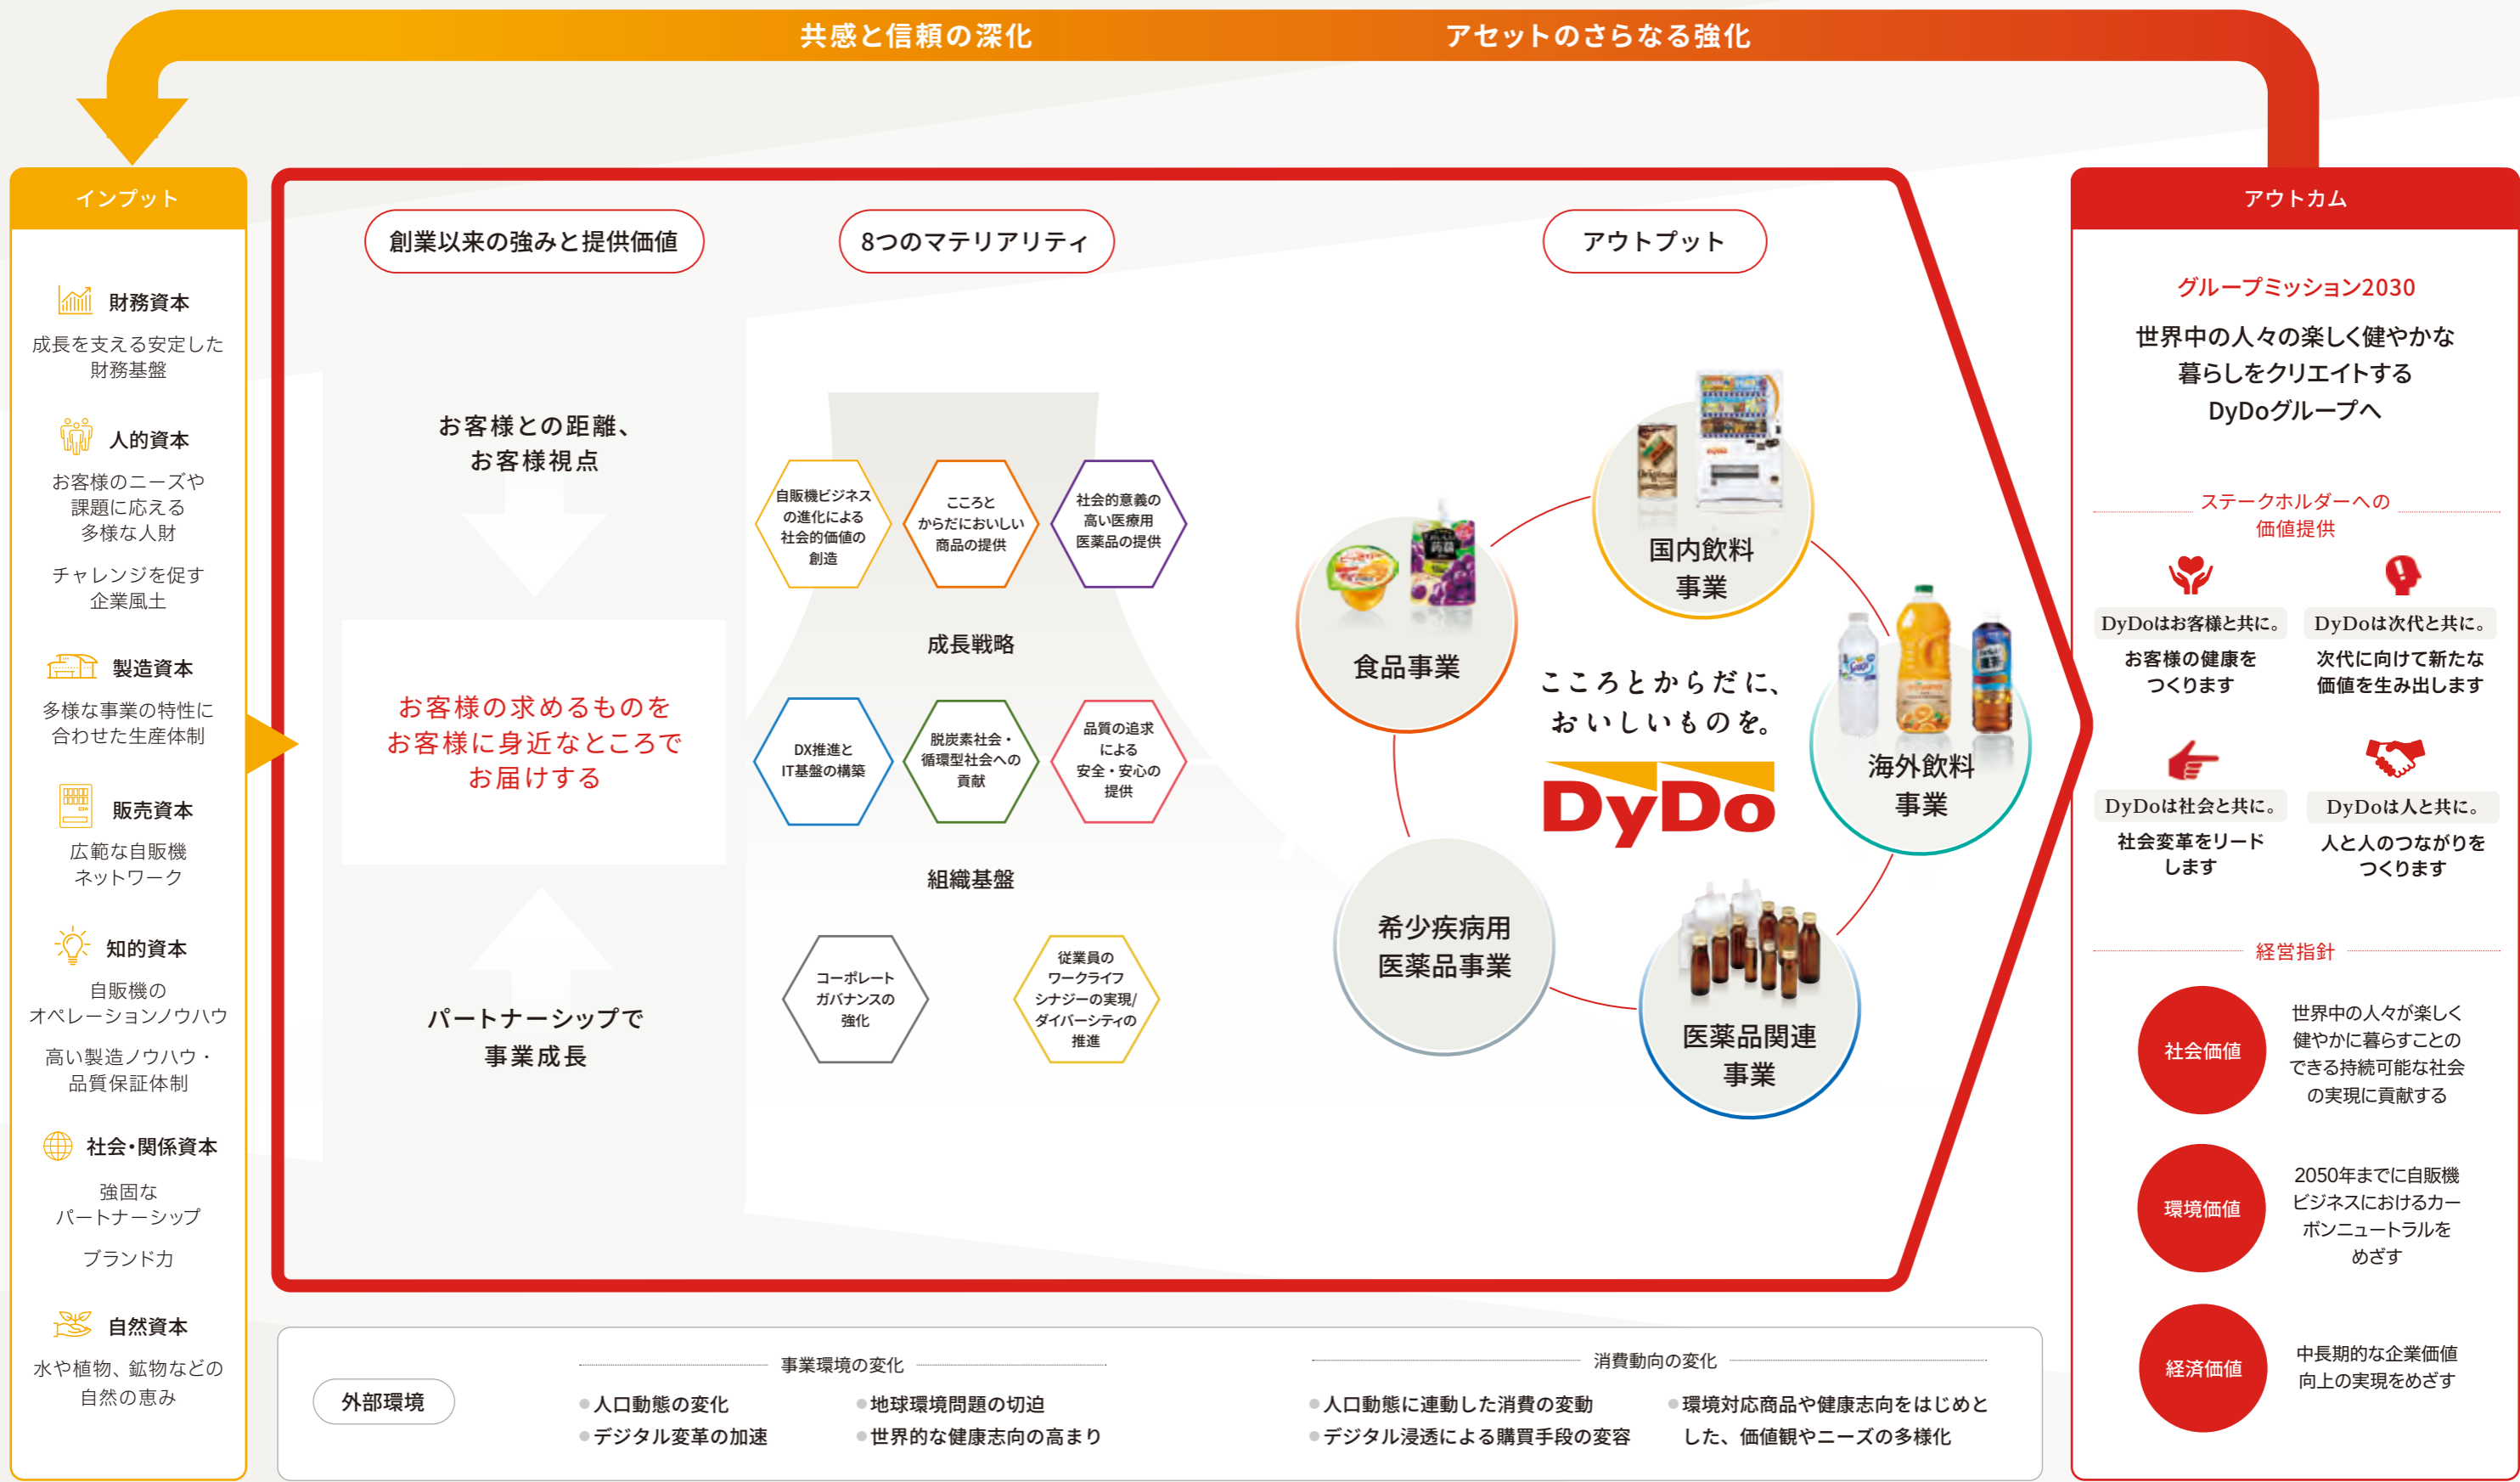 共感と信頼の深化
アセットのさらなる強化
インプット
財務資本
成長を支える安定した
財務基盤
人的資本
お客様のニーズや
課題に応える
多様な人財
チャレンジを促す
企業風土
製造資本
多様な事業の特性に
合わせた生産体制
販売資本
広範な自販機
ネットワーク
知的資本
自販機の
オペレーションノウハウ
高い製造ノウハウ・
品質保証体制
社会・関係資本
強固な
パートナーシップ
ブランド力
自然資本
水や植物、鉱物などの
自然の恵み
創業以来の強みと提供価値
お客様との距離、
お客様視点
お客様の求めるものを
お客様に身近なところで
お届けする
パートナーシップで
事業成長
8つのマテリアリティ
自販機ビジネス
の進化による
社会的価値の
創造
こころと
からだにおいしい
商品の提供
社会的意義の
高い医療用
医薬品の提供
成長戦略
DX推進と
IT基盤の構築
脱炭素社会・
循環型社会への
貢献
品質の追求
による
安全・安心の
提供
組織基盤
コーポレート
ガバナンスの
強化
従業員の
ワークライフ
シナジーの実現/
ダイバーシティの
推進
アウトプット
国内飲料
事業
食品事業
海外飲料
事業
こころとからだに、
おいしいものを。
DyDo
希少疾病用
医薬品事業
医薬品関連
事業
アウトカム
グループミッション2030
世界中の人々の楽しく健やかな
暮らしをクリエイトする
DyDoグループへ
ステークホルダーへの
価値提供
DyDoはお客様と共に。
お客様の健康を
つくります
DyDoは次代と共に。
次代に向けて新たな
価値を生み出します
DyDoは社会と共に。
社会変革をリード
します
DyDoは人と共に。
人と人のつながりを
つくります
経営指針
社会価値
世界中の人々が楽しく
健やかに暮らすことの
できる持続可能な社会
の実現に貢献する
環境価値
2050年までに自販機
ビジネスにおけるカー
ボンニュートラルを
めざす
経済価値
中長期的な企業価値
向上の実現をめざす
外部環境
事業環境の変化
●人口動態の変化
●デジタル変革の加速
●地球環境問題の切迫
●世界的な健康志向の高まり
消費動向の変化
●人口動態に連動した消費の変動
●デジタル浸透による購買手段の変容
●環境対応商品や健康志向をはじめと
した、価値観やニーズの多様化